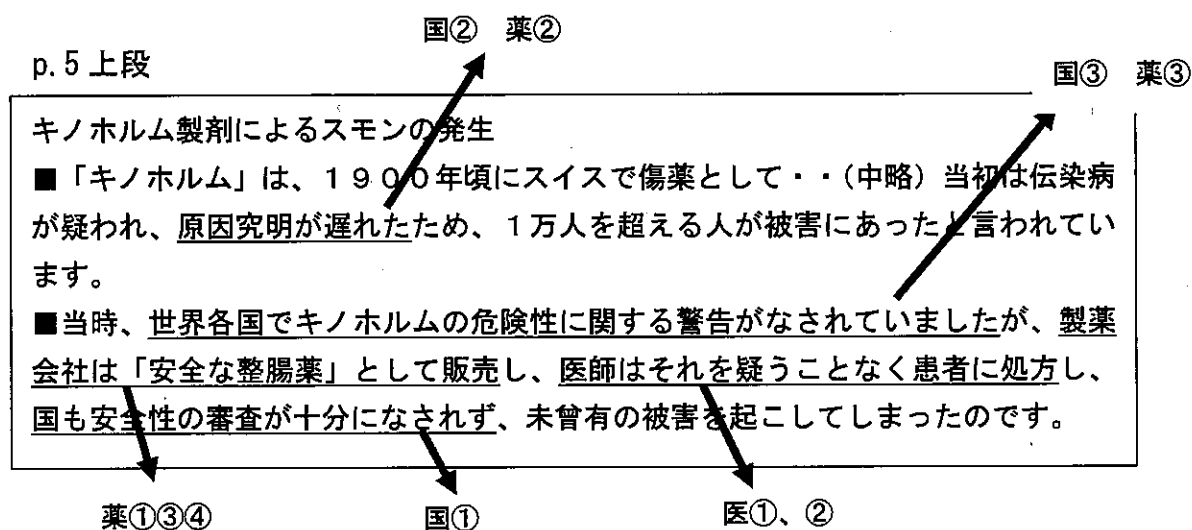 国② 薬②
p.5 上段
国③ 薬③
キノホルム製剤によるスモンの発生
■「キノホルム」は、1900年頃にスイスで傷薬として・・(中略)当初は伝染病
が疑われ、原因究明が遅れたため、1万人を超える人が被害にあったと言われてい
ます。
■当時、世界各国でキノホルムの危険性に関する警告がなされていましたが、製薬
会社は「安全な整腸薬」として販売し、医師はそれを疑うことなく患者に処方し、
国も安全性の審査が十分になされず、未曾有の被害を起こしてしまったのです。
薬①③④ 国① 医①、②